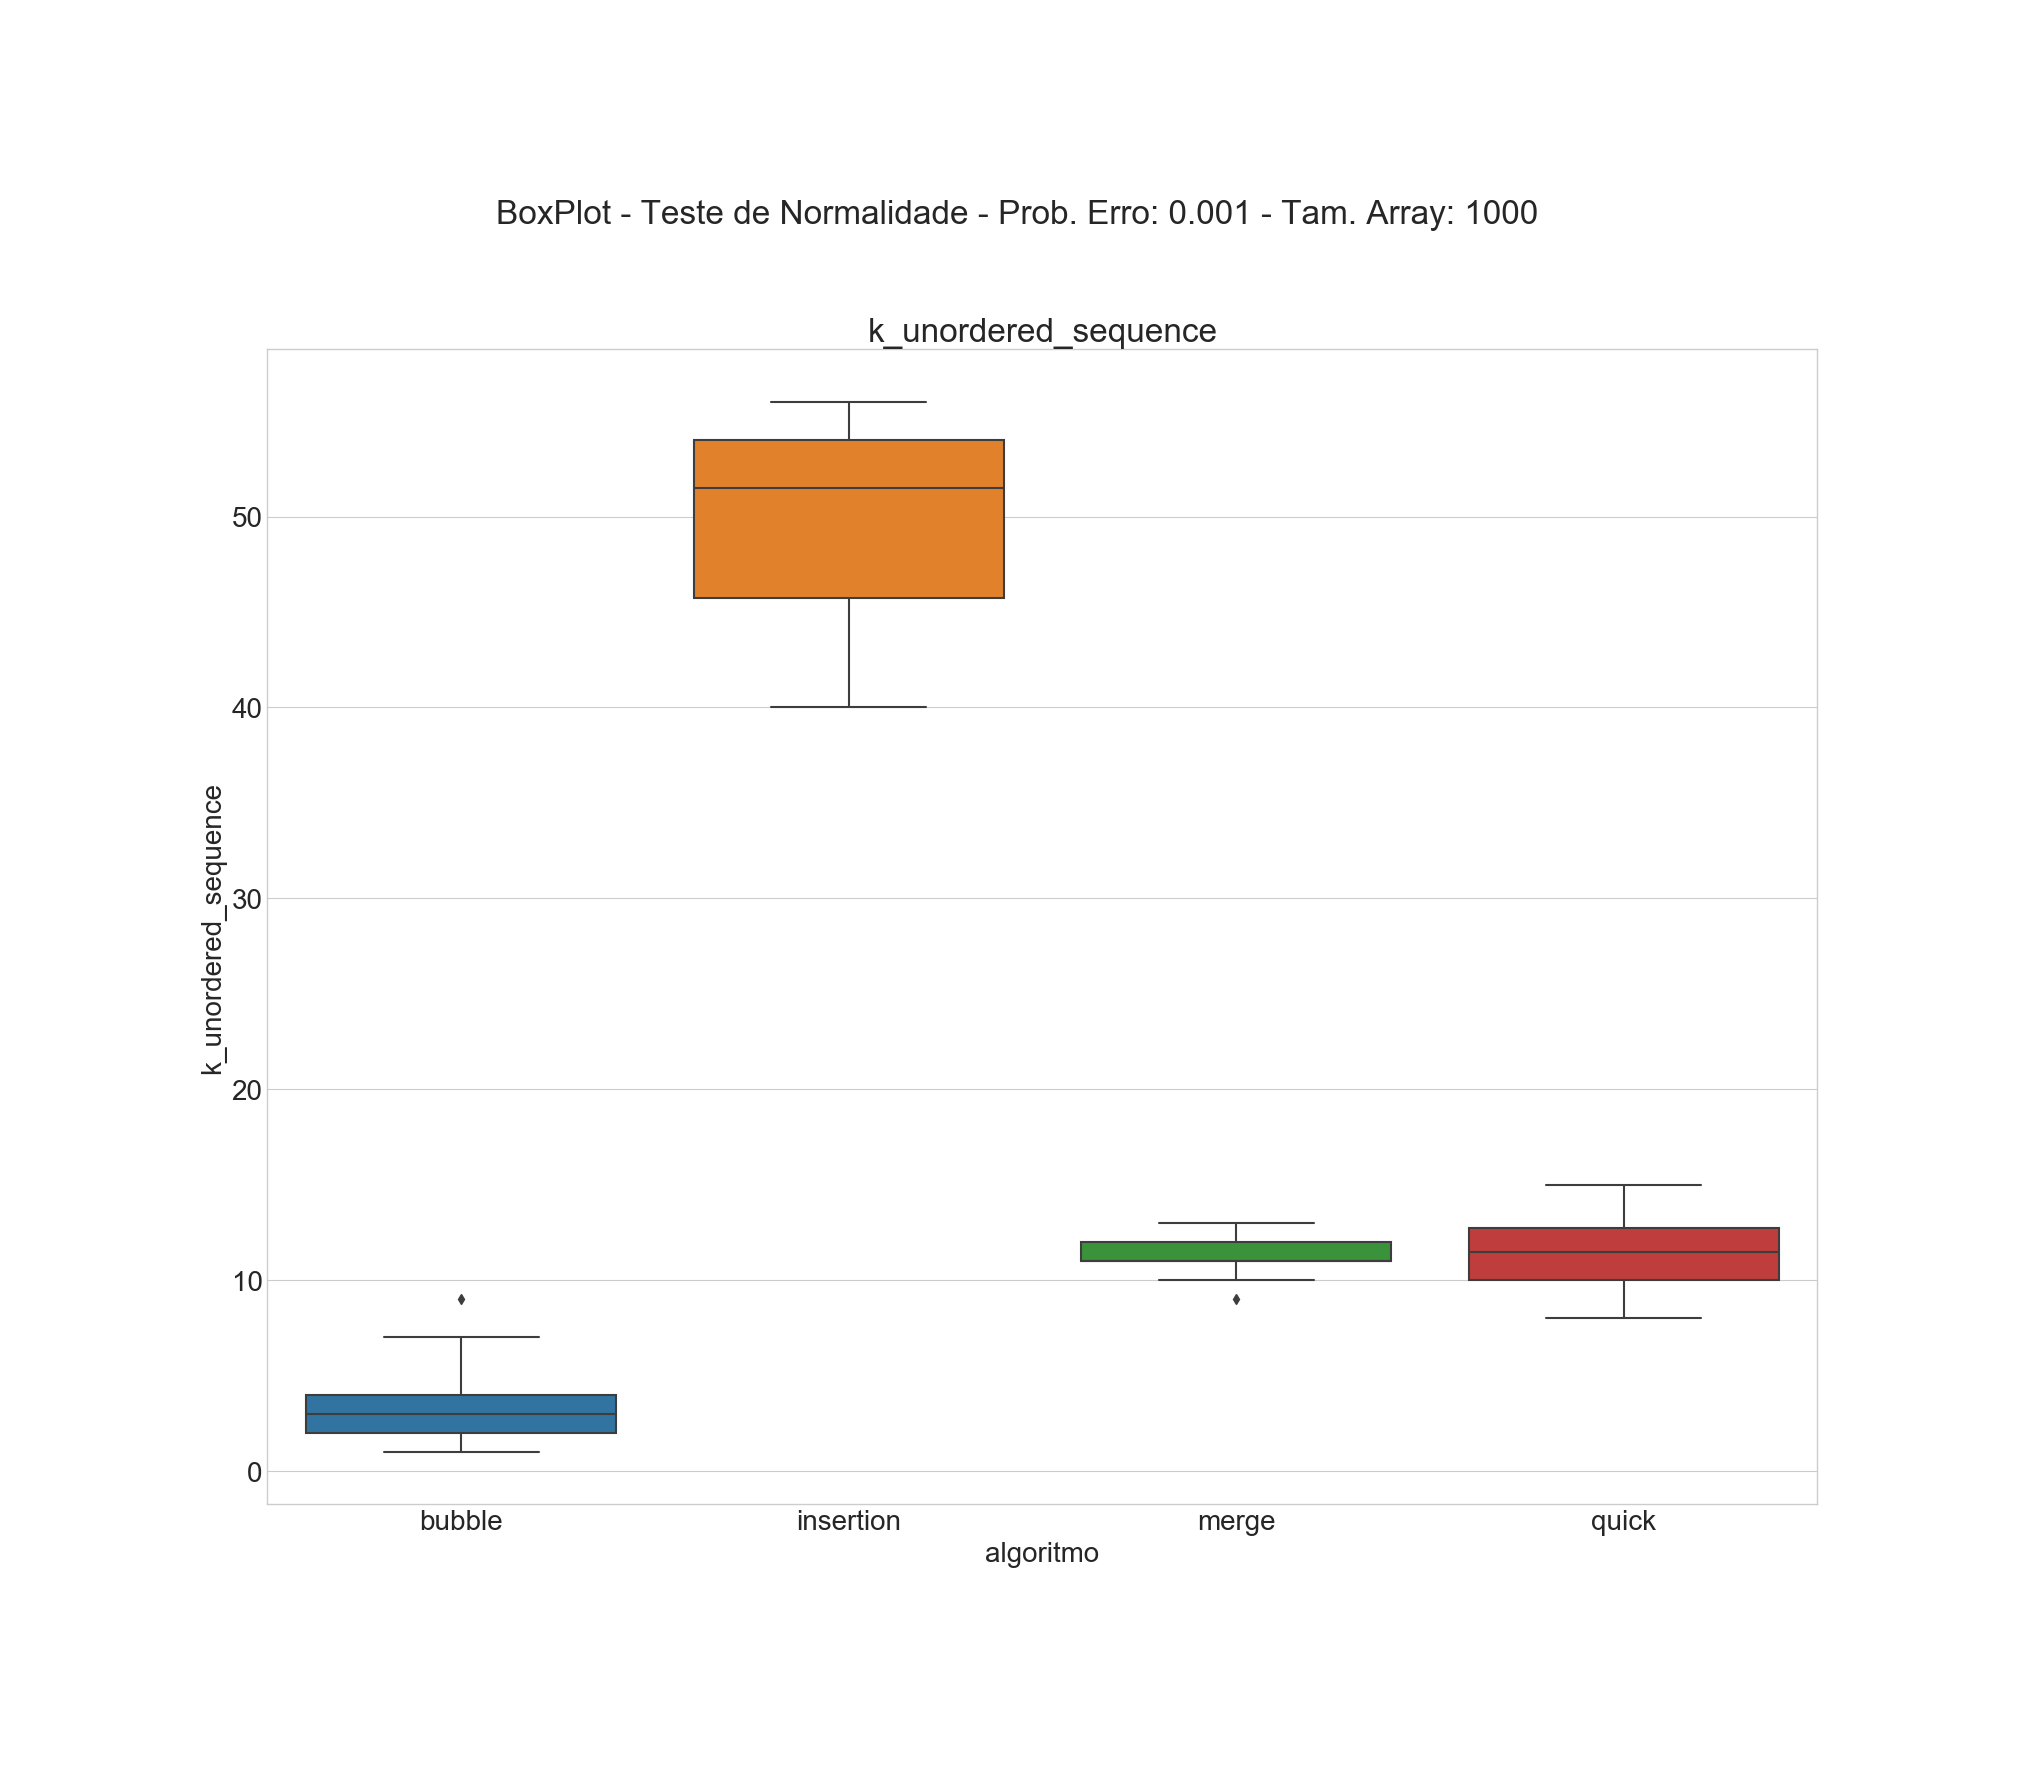 BoxPlot - Teste de Normalidade - Prob. Erro: 0.001 - Tam. Array: 1000
k_unordered_sequence
k_unordered_sequence
50
40
30
20
10
0
bubble insertion merge quick
algoritmo